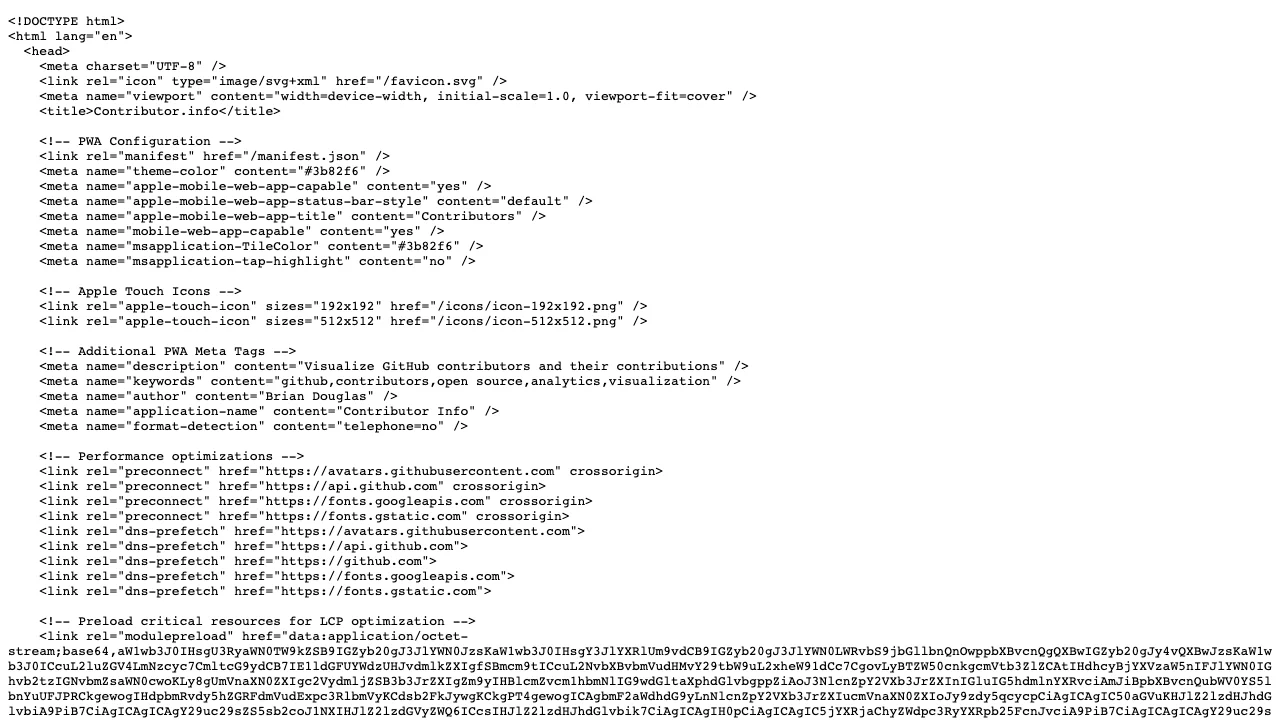 <!DOCTYPE html>
<html lang="en">
<head>
<meta charset="UTF-8" />
<link rel="icon" type="image/svg+xml" href="/favicon.svg" />
<meta name="viewport" content="width=device-width, initial-scale=1.0, viewport-fit=cover" />
<title>Contributor.info</title>
<!-- PWA Configuration -->
<link rel="manifest" href="/manifest.json" />
<meta name="theme-color" content="#3b82f6" />
<meta name="apple-mobile-web-app-capable" content="yes" />
<meta name="apple-mobile-web-app-status-bar-style" content="default" />
<meta name="apple-mobile-web-app-title" content="Contributors" />
<meta name="mobile-web-app-capable" content="yes" />
<meta name="msapplication-TileColor" content="#3b82f6" />
<meta name="msapplication-tap-highlight" content="no" />
<!-- Apple Touch Icons -->
<link rel="apple-touch-icon" sizes="192x192" href="/icons/icon-192x192.png" />
<link rel="apple-touch-icon" sizes="512x512" href="/icons/icon-512x512.png" />
<!-- Additional PWA Meta Tags -->
<meta name="description" content="Visualize GitHub contributors and their contributions" />
<meta name="keywords" content="github,contributors,open source,analytics,visualization" />
<meta name="author" content="Brian Douglas" />
<meta name="application-name" content="Contributor Info" />
<meta name="format-detection" content="telephone=no" />
<!-- Performance optimizations -->
<link rel="preconnect" href="https://avatars.githubusercontent.com" crossorigin>
<link rel="preconnect" href="https://api.github.com" crossorigin>
<link rel="preconnect" href="https://fonts.googleapis.com" crossorigin>
<link rel="preconnect" href="https://fonts.gstatic.com" crossorigin>
<link rel="dns-prefetch" href="https://avatars.githubusercontent.com">
<link rel="dns-prefetch" href="https://api.github.com">
<link rel="dns-prefetch" href="https://github.com">
<link rel="dns-prefetch" href="https://fonts.googleapis.com">
<link rel="dns-prefetch" href="https://fonts.gstatic.com">
<!-- Preload critical resources for LCP optimization -->
<link rel="modulepreload" href="data:application/octet-